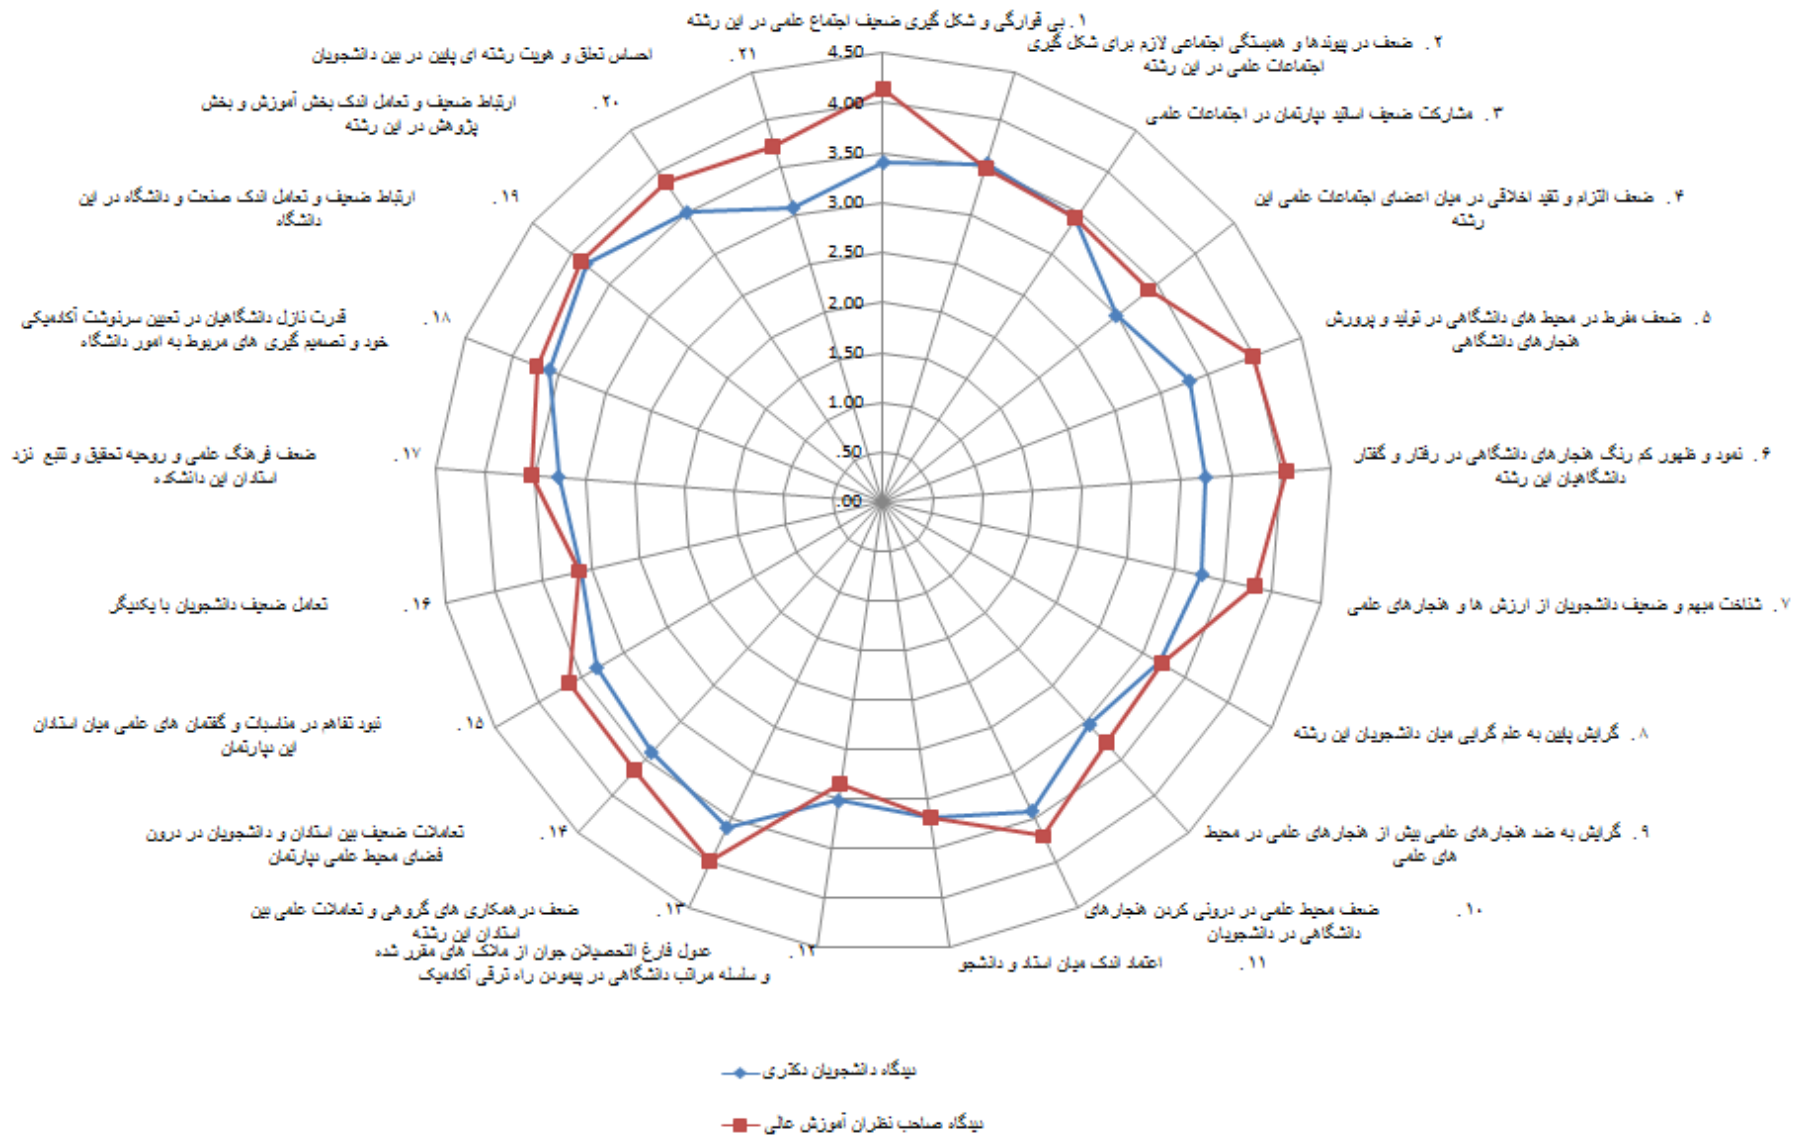 ۱. بی قوارگی و شکل گیری ضعیف اجتماع علمی در این رشته
۲. ضعف در پیوندها و همبستگی اجتماعی لازم برای شکل گیری
اجتماعات علمی در این رشته
۳. مشارکت ضعیف اساتید دپارتمان در اجتماعات علمی
۴. ضعف التزام و تقید اخلاقی در میان اعضای اجتماعات علمی این
رشته
۵. ضعف مفرط در محیط های دانشگاهی در تولید و پرورش
هنجارهای دانشگاهی
۶. نمود و ظهور کم رنگ هنجارهای دانشگاهی در رفتار و گفتار
دانشگاهیان این رشته
۷. شناخت مبهم و ضعیف دانشجویان از ارزش ها و هنجارهای علمی
۸. گرایش پایین به علم گرایی میان دانشجویان این رشته
۹. گرایش به ضد هنجارهای علمی بیش از هنجارهای علمی در محیط
های علمی
۱۰. ضعف محیط علمی در درونی کردن هنجارهای
دانشگاهی در دانشجویان
۱۱. اعتماد اندک میان استاد و دانشجو
۱۲. عدول فارغ التحصیلان جوان از ملاک های مقرر شده
و سلسله مراتب دانشگاهی در پیمودن راه ترقی آکادمیک
۱۳. ضعف درهمکاری های گروهی و تعاملات علمی بین
استادان این رشته
۱۴. تعاملات ضعیف بین استادان و دانشجویان در درون
فضای محیط علمی دپارتمان
۱۵. نبود تفاهم در مناسبات و گفتمان های علمی میان استادان
این دپارتمان
۱۶. تعامل ضعیف دانشجویان با یکدیگر
۱۷. ضعف فرهنگ علمی و روحیه تحقیق و تتبع نزد
استادان این دانشکده
۱۸. قدرت نازل دانشگاهیان در تعیین سرنوشت آکادمیکی
خود و تصمیم گیری های مربوط به امور دانشگاه
۱۹. ارتباط ضعیف و تعامل اندک صنعت و دانشگاه در این
دانشگاه
۲۰. ارتباط ضعیف و تعامل اندک بخش آموزش و بخش
پژوهش در این رشته
۲۱. احساس تعلق و هویت رشته ای پایین در بین دانشجویان
4.50
4.00
3.50
3.00
2.50
2.00
1.50
1.00
.50
.00
دیدگاه دانشجویان دکتری
دیدگاه صاحب نظران آموزش عالی